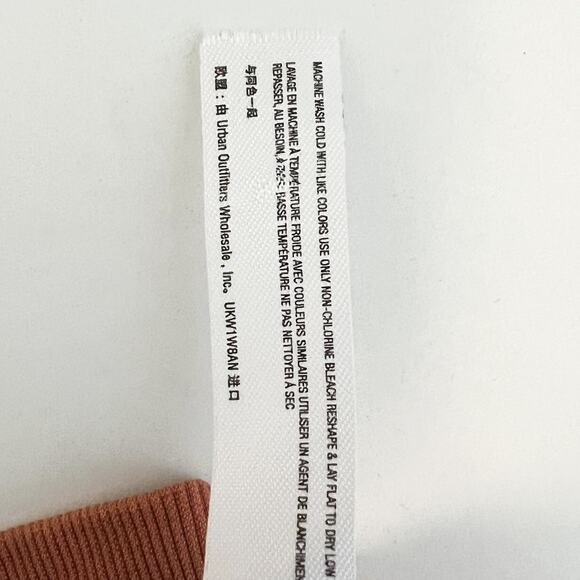 MACHINE WASH COLD WITH LIKE COLORS USE ONLY NON-CHLORINE BLEACH RESHAPE & LAY FLAT TO DRY LOW
LAVAGE EN MACHINE À TEMPÉRATURE FROIDE AVEC COULEURS SIMILAIRES UTILISER UN AGENT DE BLANCHIMEN
REPASSER, AU BESOIN, À BASSE TEMPÉRATURE NE PAS NETTOYER À SEC
与同色一起
欧盟：由 Urban Outfitters Wholesale , Inc。 UKW1W8AN 进口